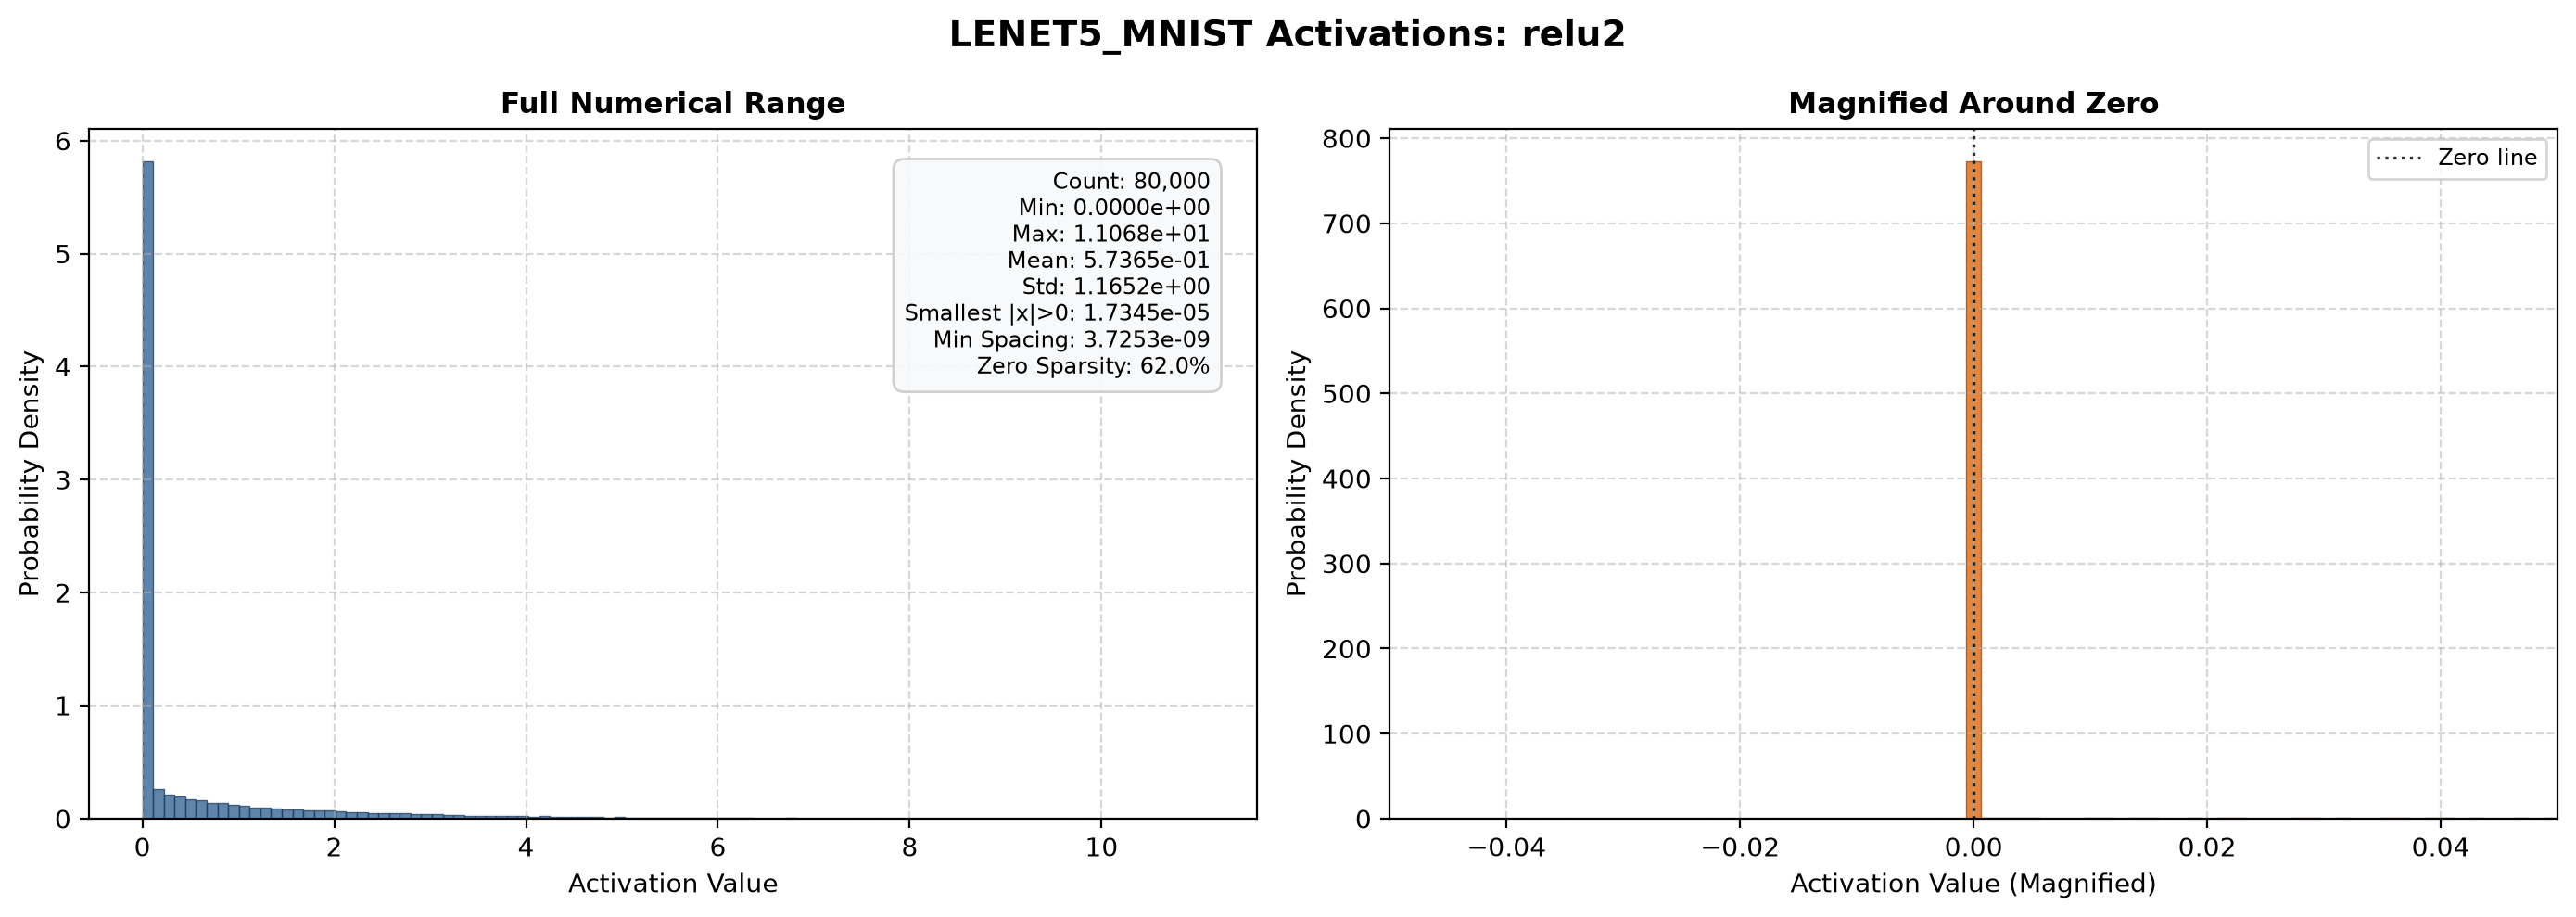 LENET5_MNIST Activations: relu2
Full Numerical Range
6
5
4
3
2
1
0
Probability Density
Count: 80,000
Min: 0.0000e+00
Max: 1.1068e+01
Mean: 5.7365e-01
Std: 1.1652e+00
Smallest |x|>0: 1.7345e-05
Min Spacing: 3.7253e-09
Zero Sparsity: 62.0%
0 2 4 6 8 10
Activation Value
Magnified Around Zero
800
700
600
500
400
300
200
100
0
Probability Density
Zero line
−0.04 −0.02 0.00 0.02 0.04
Activation Value (Magnified)